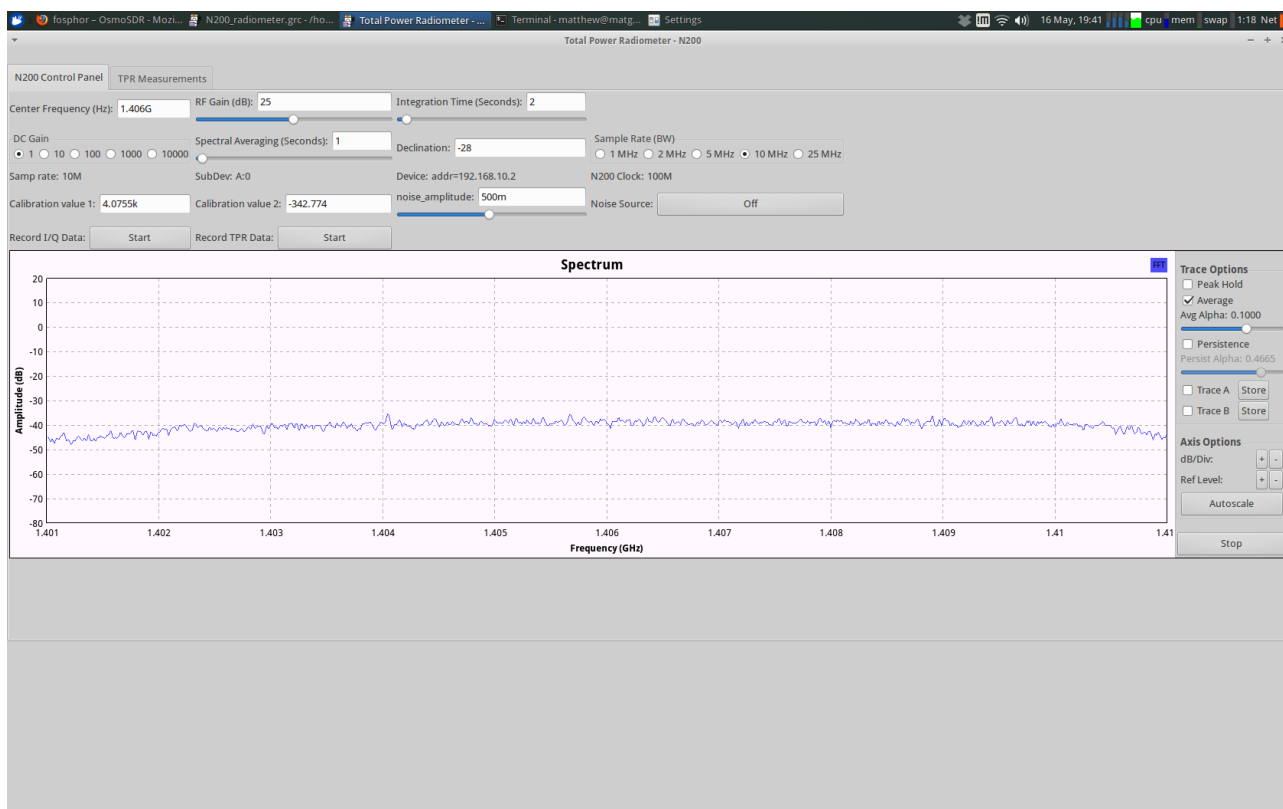 fosphor – OsmoSDR - Mozi... N200_radiometer.grc - /ho... Total Power Radiometer - ... Terminal - matthew@matg... Settings 16 May, 19:41 cpu mem swap 1:18 Net
Total Power Radiometer - N200
N200 Control Panel TPR Measurements
Center Frequency (Hz): 1.406G RF Gain (dB): 25 Integration Time (Seconds): 2
DC Gain Spectral Averaging (Seconds): 1 Declination: -28 Sample Rate (BW)
1 10 100 1000 10000 1 MHz 2 MHz 5 MHz 10 MHz 25 MHz
Samp rate: 10M SubDev: A:0 Device: addr=192.168.10.2 N200 Clock: 100M
Calibration value 1: 4.0755k Calibration value 2: -342.774 noise_amplitude: 500m Noise Source: Off
Record I/Q Data: Start Record TPR Data: Start
Spectrum
FFT
Amplitude (dB)
20
10
0
-10
-20
-30
-40
-50
-60
-70
-80
1.401 1.402 1.403 1.404 1.405 1.406 1.407 1.408 1.409 1.41 1.41
Frequency (GHz)
Trace Options
Peak Hold
Average
Avg Alpha: 0.1000
Persistence
Persist Alpha: 0.4665
Trace A Store
Trace B Store
Axis Options
dB/Div: + -
Ref Level: + -
Autoscale
Stop